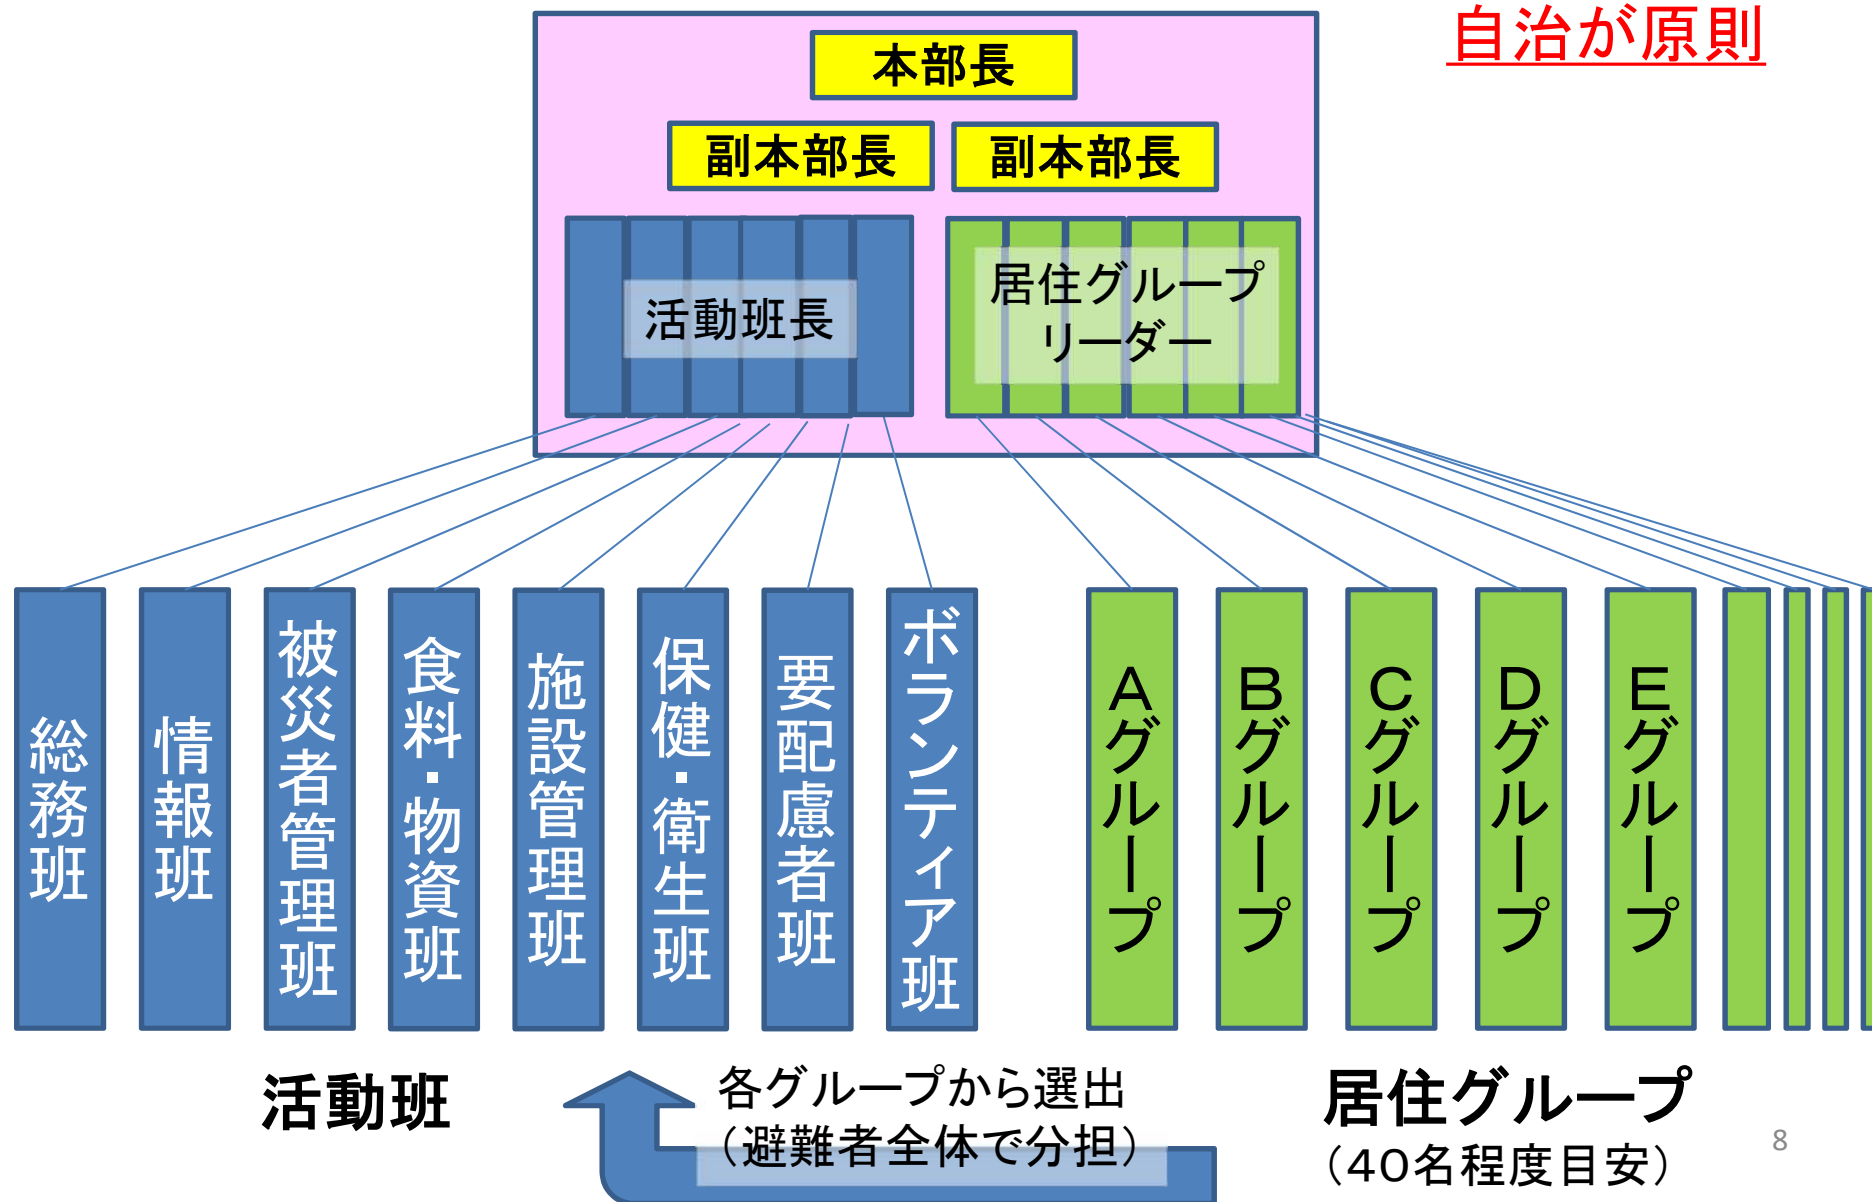 自治が原則
本部長
副本部長
副本部長
活動班長
居住グループ
リーダー
総務班
情報班
被災者管理班
食料・物資班
施設管理班
保健・衛生班
要配慮者班
ボランティア班
Aグループ
Bグループ
Cグループ
Dグループ
Eグループ
活動班
各グループから選出
（避難者全体で分担）
居住グループ
（40名程度目安）
8